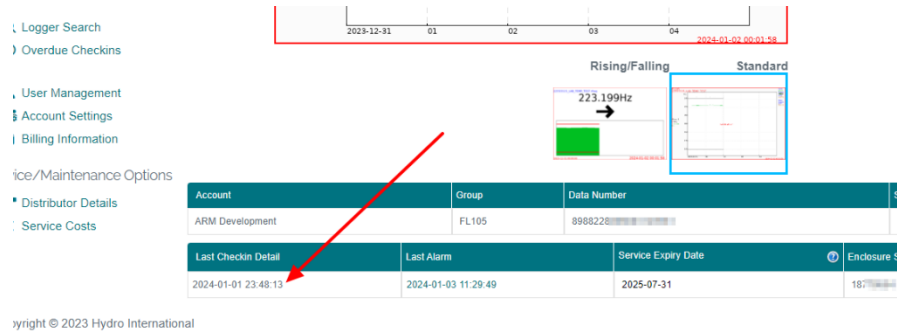 Logger Search
Overdue Checkins
User Management
Account Settings
Billing Information
ice/Maintenance Options
Distributor Details
Service Costs
2023-12-31 01 02 03 04
2024-01-02 00:01:58
Rising/Falling Standard
223.199Hz
Account Group Data Number
ARM Development FL105 8988228
Last Checkin Detail Last Alarm Service Expiry Date Enclosure S
2024-01-01 23:48:13 2024-01-03 11:29:49 2025-07-31 187
yright © 2023 Hydro International